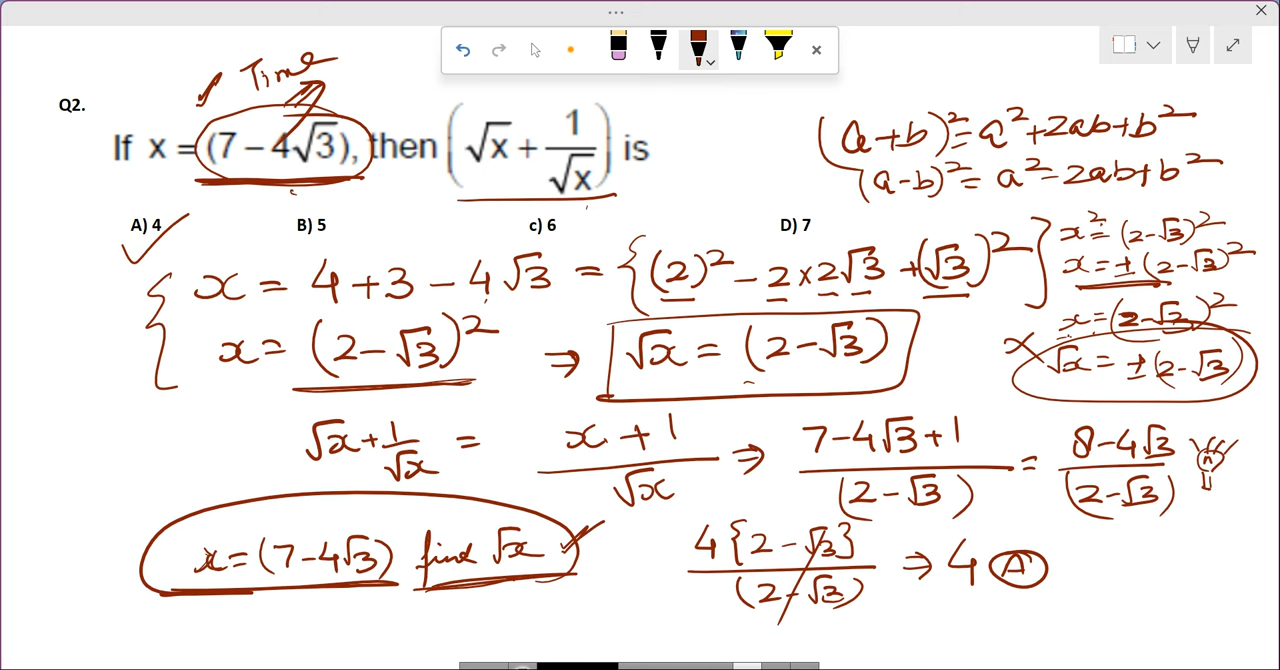 Time
Q2.
If x = (7 − 4√3), then (√x + 1/√x) is
(a+b)² = a²+2ab+b²
(a-b)² = a²-2ab+b²
A) 4 B) 5 c) 6 D) 7
x = 4+3-4√3 = {(2)² - 2×2√3 + (√3)²}
x = (2-√3)² ⇒ √x = (2-√3)
x² = (2-√3)²
x = ±(2-√3)²
x = (2-√3)²
√x = ±(2-√3)
√x + 1/√x = (x+1)/√x ⇒ (7-4√3+1)/(2-√3) = (8-4√3)/(2-√3)
x = (7-4√3) find √x
4{2-√3}/(2-√3) ⇒ 4 A